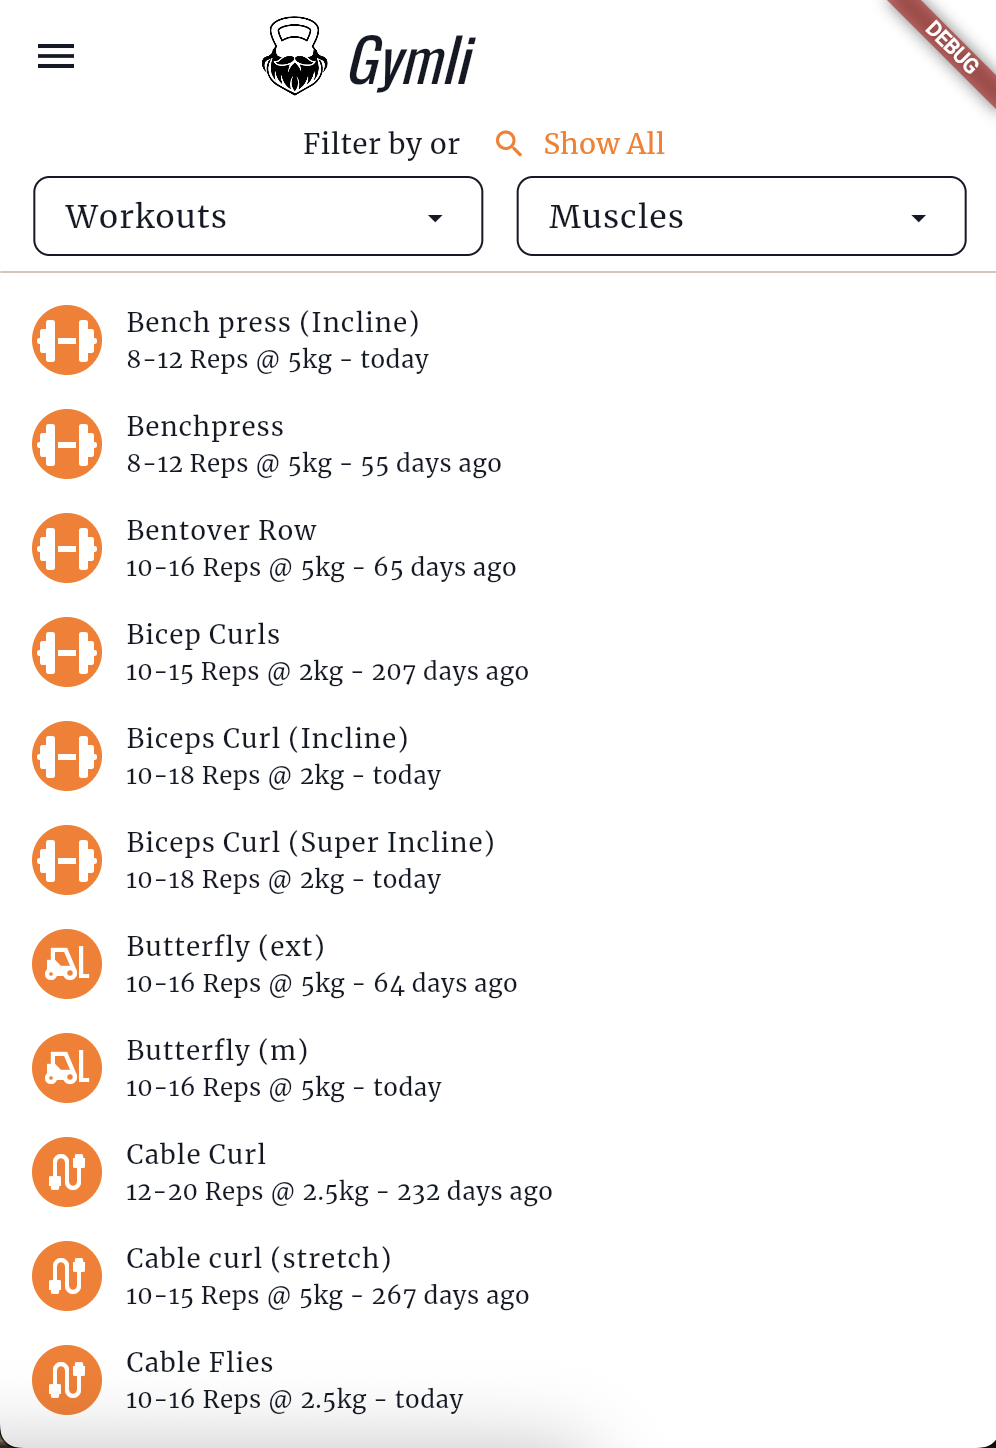 Gymli
DEBUG
Filter by or Show All
Workouts
Muscles
Bench press (Incline)
8-12 Reps @ 5kg - today
Benchpress
8-12 Reps @ 5kg - 55 days ago
Bentover Row
10-16 Reps @ 5kg - 65 days ago
Bicep Curls
10-15 Reps @ 2kg - 207 days ago
Biceps Curl (Incline)
10-18 Reps @ 2kg - today
Biceps Curl (Super Incline)
10-18 Reps @ 2kg - today
Butterfly (ext)
10-16 Reps @ 5kg - 64 days ago
Butterfly (m)
10-16 Reps @ 5kg - today
Cable Curl
12-20 Reps @ 2.5kg - 232 days ago
Cable curl (stretch)
10-15 Reps @ 5kg - 267 days ago
Cable Flies
10-16 Reps @ 2.5kg - today